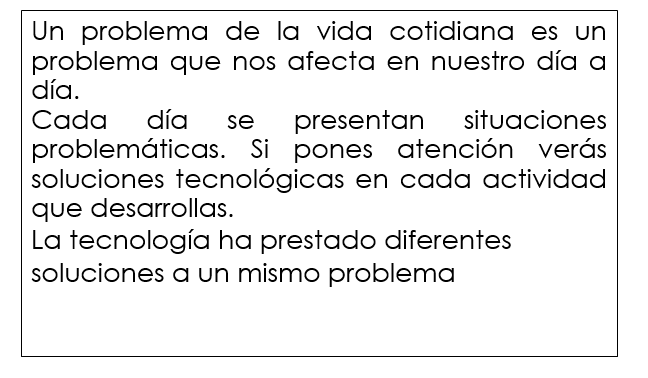 Un problema de la vida cotidiana es un
problema que nos afecta en nuestro día a
día.
Cada día se presentan situaciones
problemáticas. Si pones atención verás
soluciones tecnológicas en cada actividad
que desarrollas.
La tecnología ha prestado diferentes
soluciones a un mismo problema